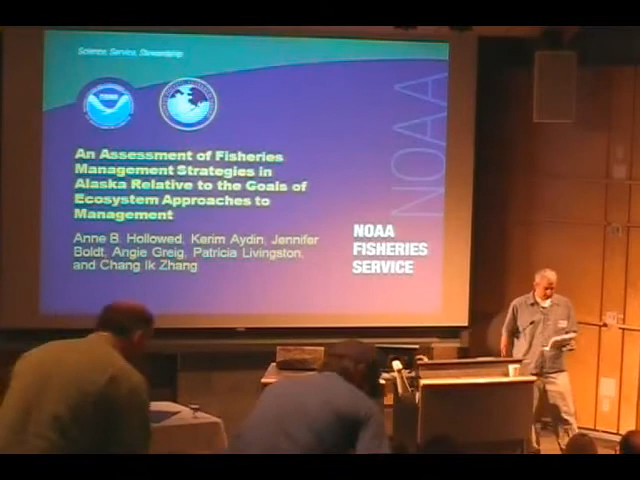 Science, Service, Stewardship
NOAA
An Assessment of Fisheries
Management Strategies in
Alaska Relative to the Goals of
Ecosystem Approaches to
Management
Anne B. Hollowed, Kerim Aydin, Jennifer
Boldt, Angie Greig, Patricia Livingston,
and Chang Ik Zhang
NOAA
FISHERIES
SERVICE